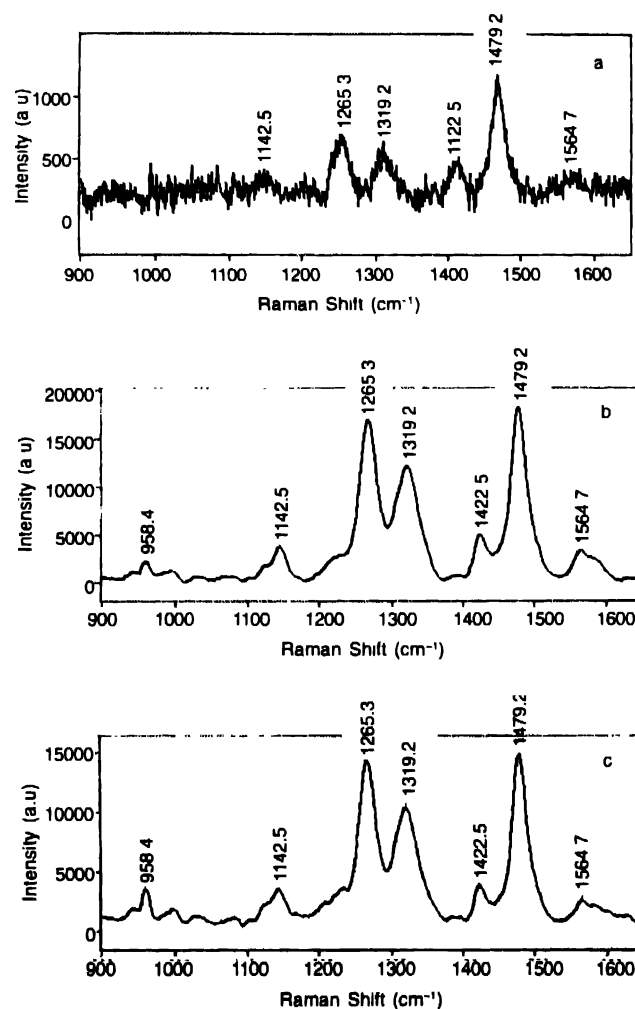 a
1142.5
1265 3
1319 2
1122 5
1479 2
1564 7
Intensity (a u)
1000
500
0
900 1000 1100 1200 1300 1400 1500 1600
Raman Shift (cm⁻¹)
b
958.4
1142.5
1265 3
1319 2
1422 5
1479 2
1564 7
Intensity (a u)
20000
15000
10000
5000
0
900 1000 1100 1200 1300 1400 1500 1600
Raman Shift (cm⁻¹)
c
958 4
1142.5
1265.3
1319.2
1422.5
1479.2
1564 7
Intensity (a.u)
15000
10000
5000
0
900 1000 1100 1200 1300 1400 1500 1600
Raman Shift (cm⁻¹)